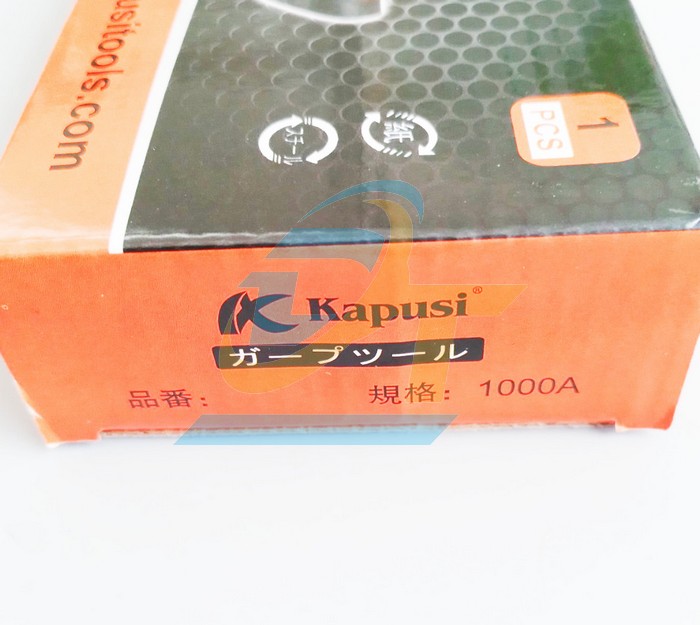 usitools.com
1
PCS
紙
スチール
Kapusi®
ガープツール
品番:
規格: 1000A